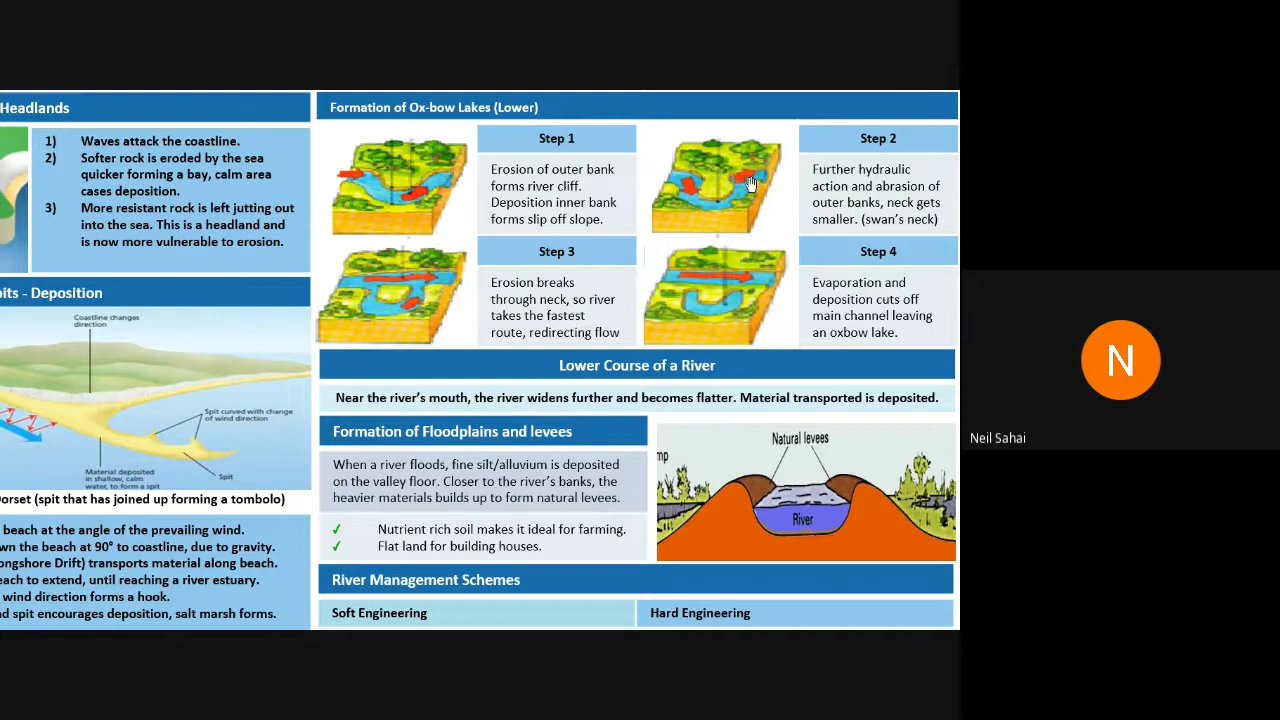 Headlands
1) Waves attack the coastline.
2) Softer rock is eroded by the sea
quicker forming a bay, calm area
cases deposition.
3) More resistant rock is left jutting out
into the sea. This is a headland and
is now more vulnerable to erosion.
pits - Deposition
Coastline changes
direction
Spit curved with change
of wind direction
Material deposited
in shallow, calm
water, to form a spit
Spit
Dorset (spit that has joined up forming a tombolo)
beach at the angle of the prevailing wind.
wn the beach at 90° to coastline, due to gravity.
ongshore Drift) transports material along beach.
each to extend, until reaching a river estuary.
wind direction forms a hook.
nd spit encourages deposition, salt marsh forms.
Formation of Ox-bow Lakes (Lower)
Step 1
Erosion of outer bank
forms river cliff.
Deposition inner bank
forms slip off slope.
Step 2
Further hydraulic
action and abrasion of
outer banks, neck gets
smaller. (swan's neck)
Step 3
Erosion breaks
through neck, so river
takes the fastest
route, redirecting flow
Step 4
Evaporation and
deposition cuts off
main channel leaving
an oxbow lake.
Lower Course of a River
Near the river's mouth, the river widens further and becomes flatter. Material transported is deposited.
Formation of Floodplains and levees
When a river floods, fine silt/alluvium is deposited
on the valley floor. Closer to the river's banks, the
heavier materials builds up to form natural levees.
✓ Nutrient rich soil makes it ideal for farming.
✓ Flat land for building houses.
Natural levees
mp
River
River Management Schemes
Soft Engineering
Hard Engineering
N
Neil Sahai